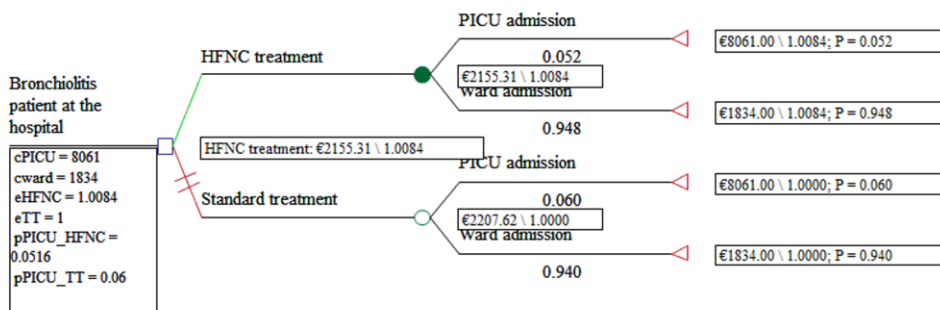 PICU admission
€8061.00 \ 1.0084; P = 0.052
HFNC treatment
0.052
€2155.31 \ 1.0084
Ward admission
€1834.00 \ 1.0084; P = 0.948
0.948
Bronchiolitis
patient at the
hospital
cPICU = 8061
cward = 1834
eHFNC = 1.0084
eTT = 1
pPICU_HFNC =
0.0516
pPICU_TT = 0.06
HFNC treatment: €2155.31 \ 1.0084
PICU admission
€8061.00 \ 1.0000; P = 0.060
Standard treatment
0.060
€2207.62 \ 1.0000
Ward admission
€1834.00 \ 1.0000; P = 0.940
0.940